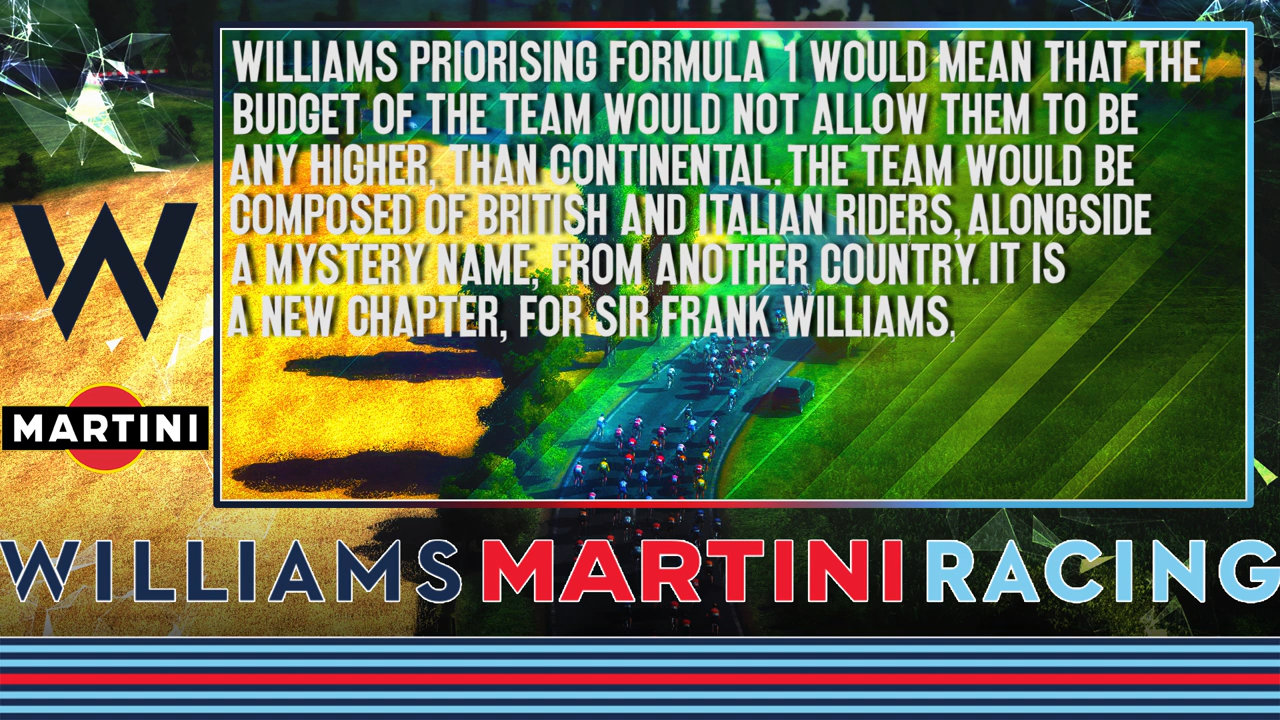 WILLIAMS PRIORISING FORMULA 1 WOULD MEAN THAT THE
BUDGET OF THE TEAM WOULD NOT ALLOW THEM TO BE
ANY HIGHER, THAN CONTINENTAL. THE TEAM WOULD BE
COMPOSED OF BRITISH AND ITALIAN RIDERS, ALONGSIDE
A MYSTERY NAME, FROM ANOTHER COUNTRY. IT IS
A NEW CHAPTER, FOR SIR FRANK WILLIAMS,
W
MARTINI
WILLIAMS MARTINI RACING